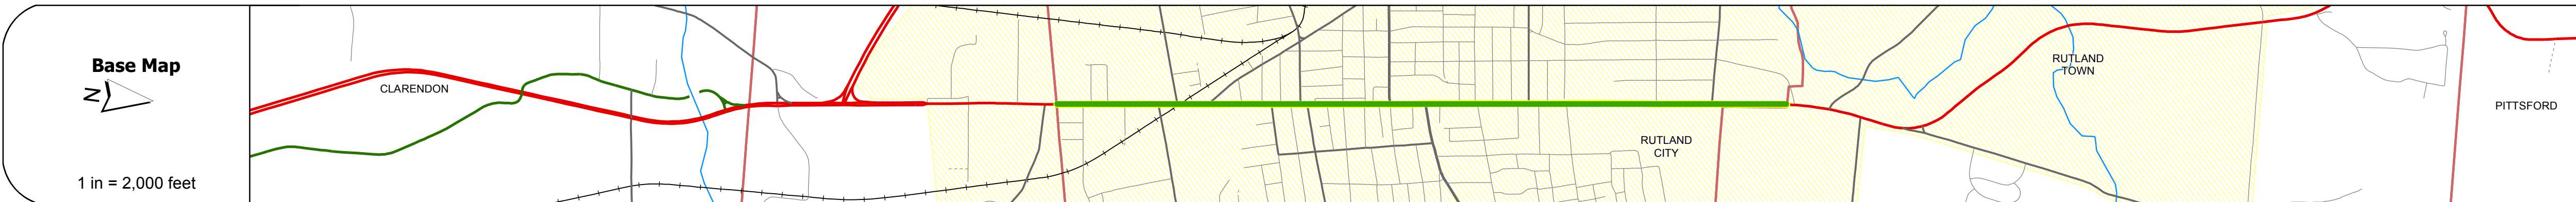 Base Map
N
1 in = 2,000 feet
CLARENDON
RUTLAND
CITY
RUTLAND
TOWN
PITTSFORD